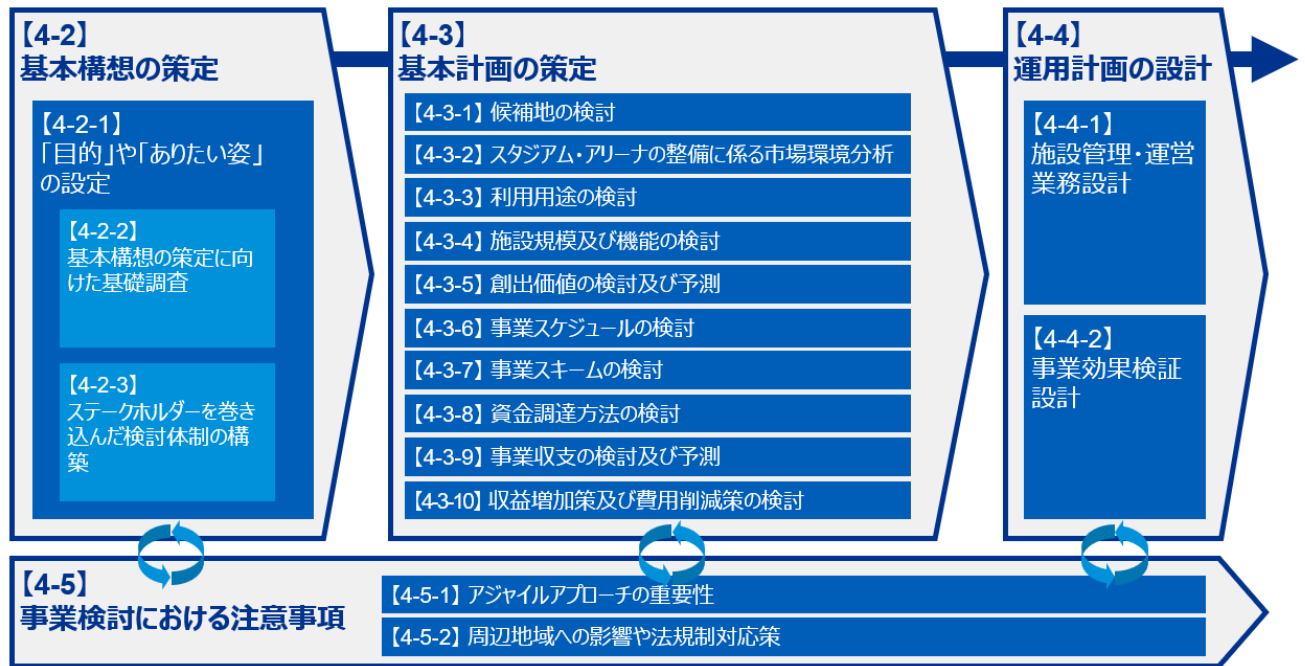 【4-2】
基本構想の策定
【4-2-1】
「目的」や「ありたい姿」
の設定
【4-2-2】
基本構想の策定に向
けた基礎調査
【4-2-3】
ステークホルダーを巻き
込んだ検討体制の構
築
【4-3】
基本計画の策定
【4-3-1】 候補地の検討
【4-3-2】 スタジアム・アリーナの整備に係る市場環境分析
【4-3-3】 利用用途の検討
【4-3-4】 施設規模及び機能の検討
【4-3-5】 創出価値の検討及び予測
【4-3-6】 事業スケジュールの検討
【4-3-7】 事業スキームの検討
【4-3-8】 資金調達方法の検討
【4-3-9】 事業収支の検討及び予測
【4-3-10】 収益増加策及び費用削減策の検討
【4-4】
運用計画の設計
【4-4-1】
施設管理・運営
業務設計
【4-4-2】
事業効果検証
設計
【4-5】
事業検討における注意事項
【4-5-1】 アジャイルアプローチの重要性
【4-5-2】 周辺地域への影響や法規制対応策